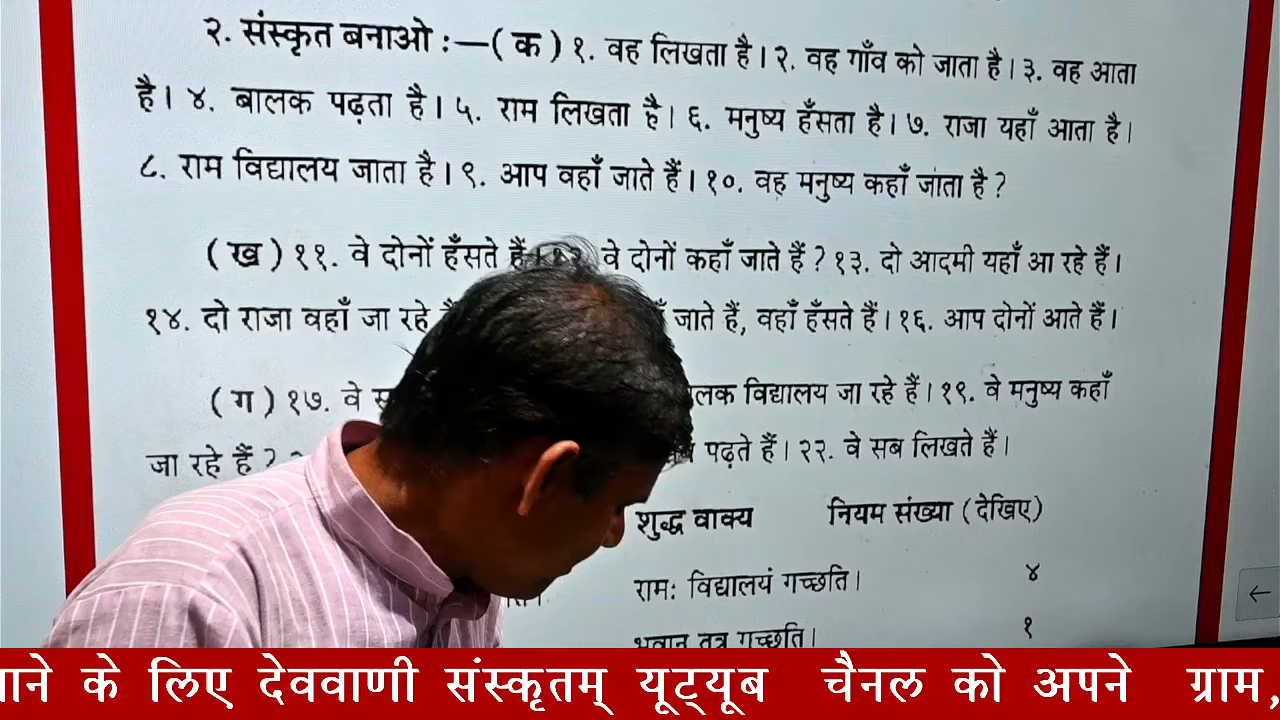 २. संस्कृत बनाओ :—( क ) १. वह लिखता है। २. वह गाँव को जाता है। ३. वह आता
है। ४. बालक पढ़ता है। ५. राम लिखता है। ६. मनुष्य हँसता है। ७. राजा यहाँ आता है।
८. राम विद्यालय जाता है। ९. आप वहाँ जाते हैं। १०. वह मनुष्य कहाँ जाता है ?
( ख ) ११. वे दोनों हँसते हैं। १२. वे दोनों कहाँ जाते हैं ? १३. दो आदमी यहाँ आ रहे हैं।
१४. दो राजा वहाँ जा रहे जाते हैं, वहाँ हँसते हैं। १६. आप दोनों आते हैं।
( ग ) १७. वे विद्यालय जा रहे हैं। १९. वे मनुष्य कहाँ
जा रहे हैं ? पढ़ते हैं। २२. वे सब लिखते हैं।
शुद्ध वाक्य नियम संख्या ( देखिए )
रामः विद्यालयं गच्छति। ४
भवान् तत्र गच्छति। १
के लिए देववाणी संस्कृतम् यूट्यूब चैनल को अपने ग्राम,